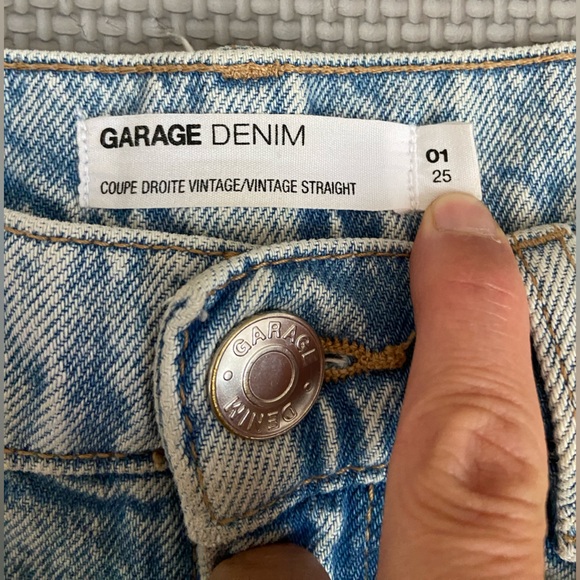 GARAGE DENIM
COUPE DROITE VINTAGE/VINTAGE STRAIGHT
01
25
GARAGE
DENIM